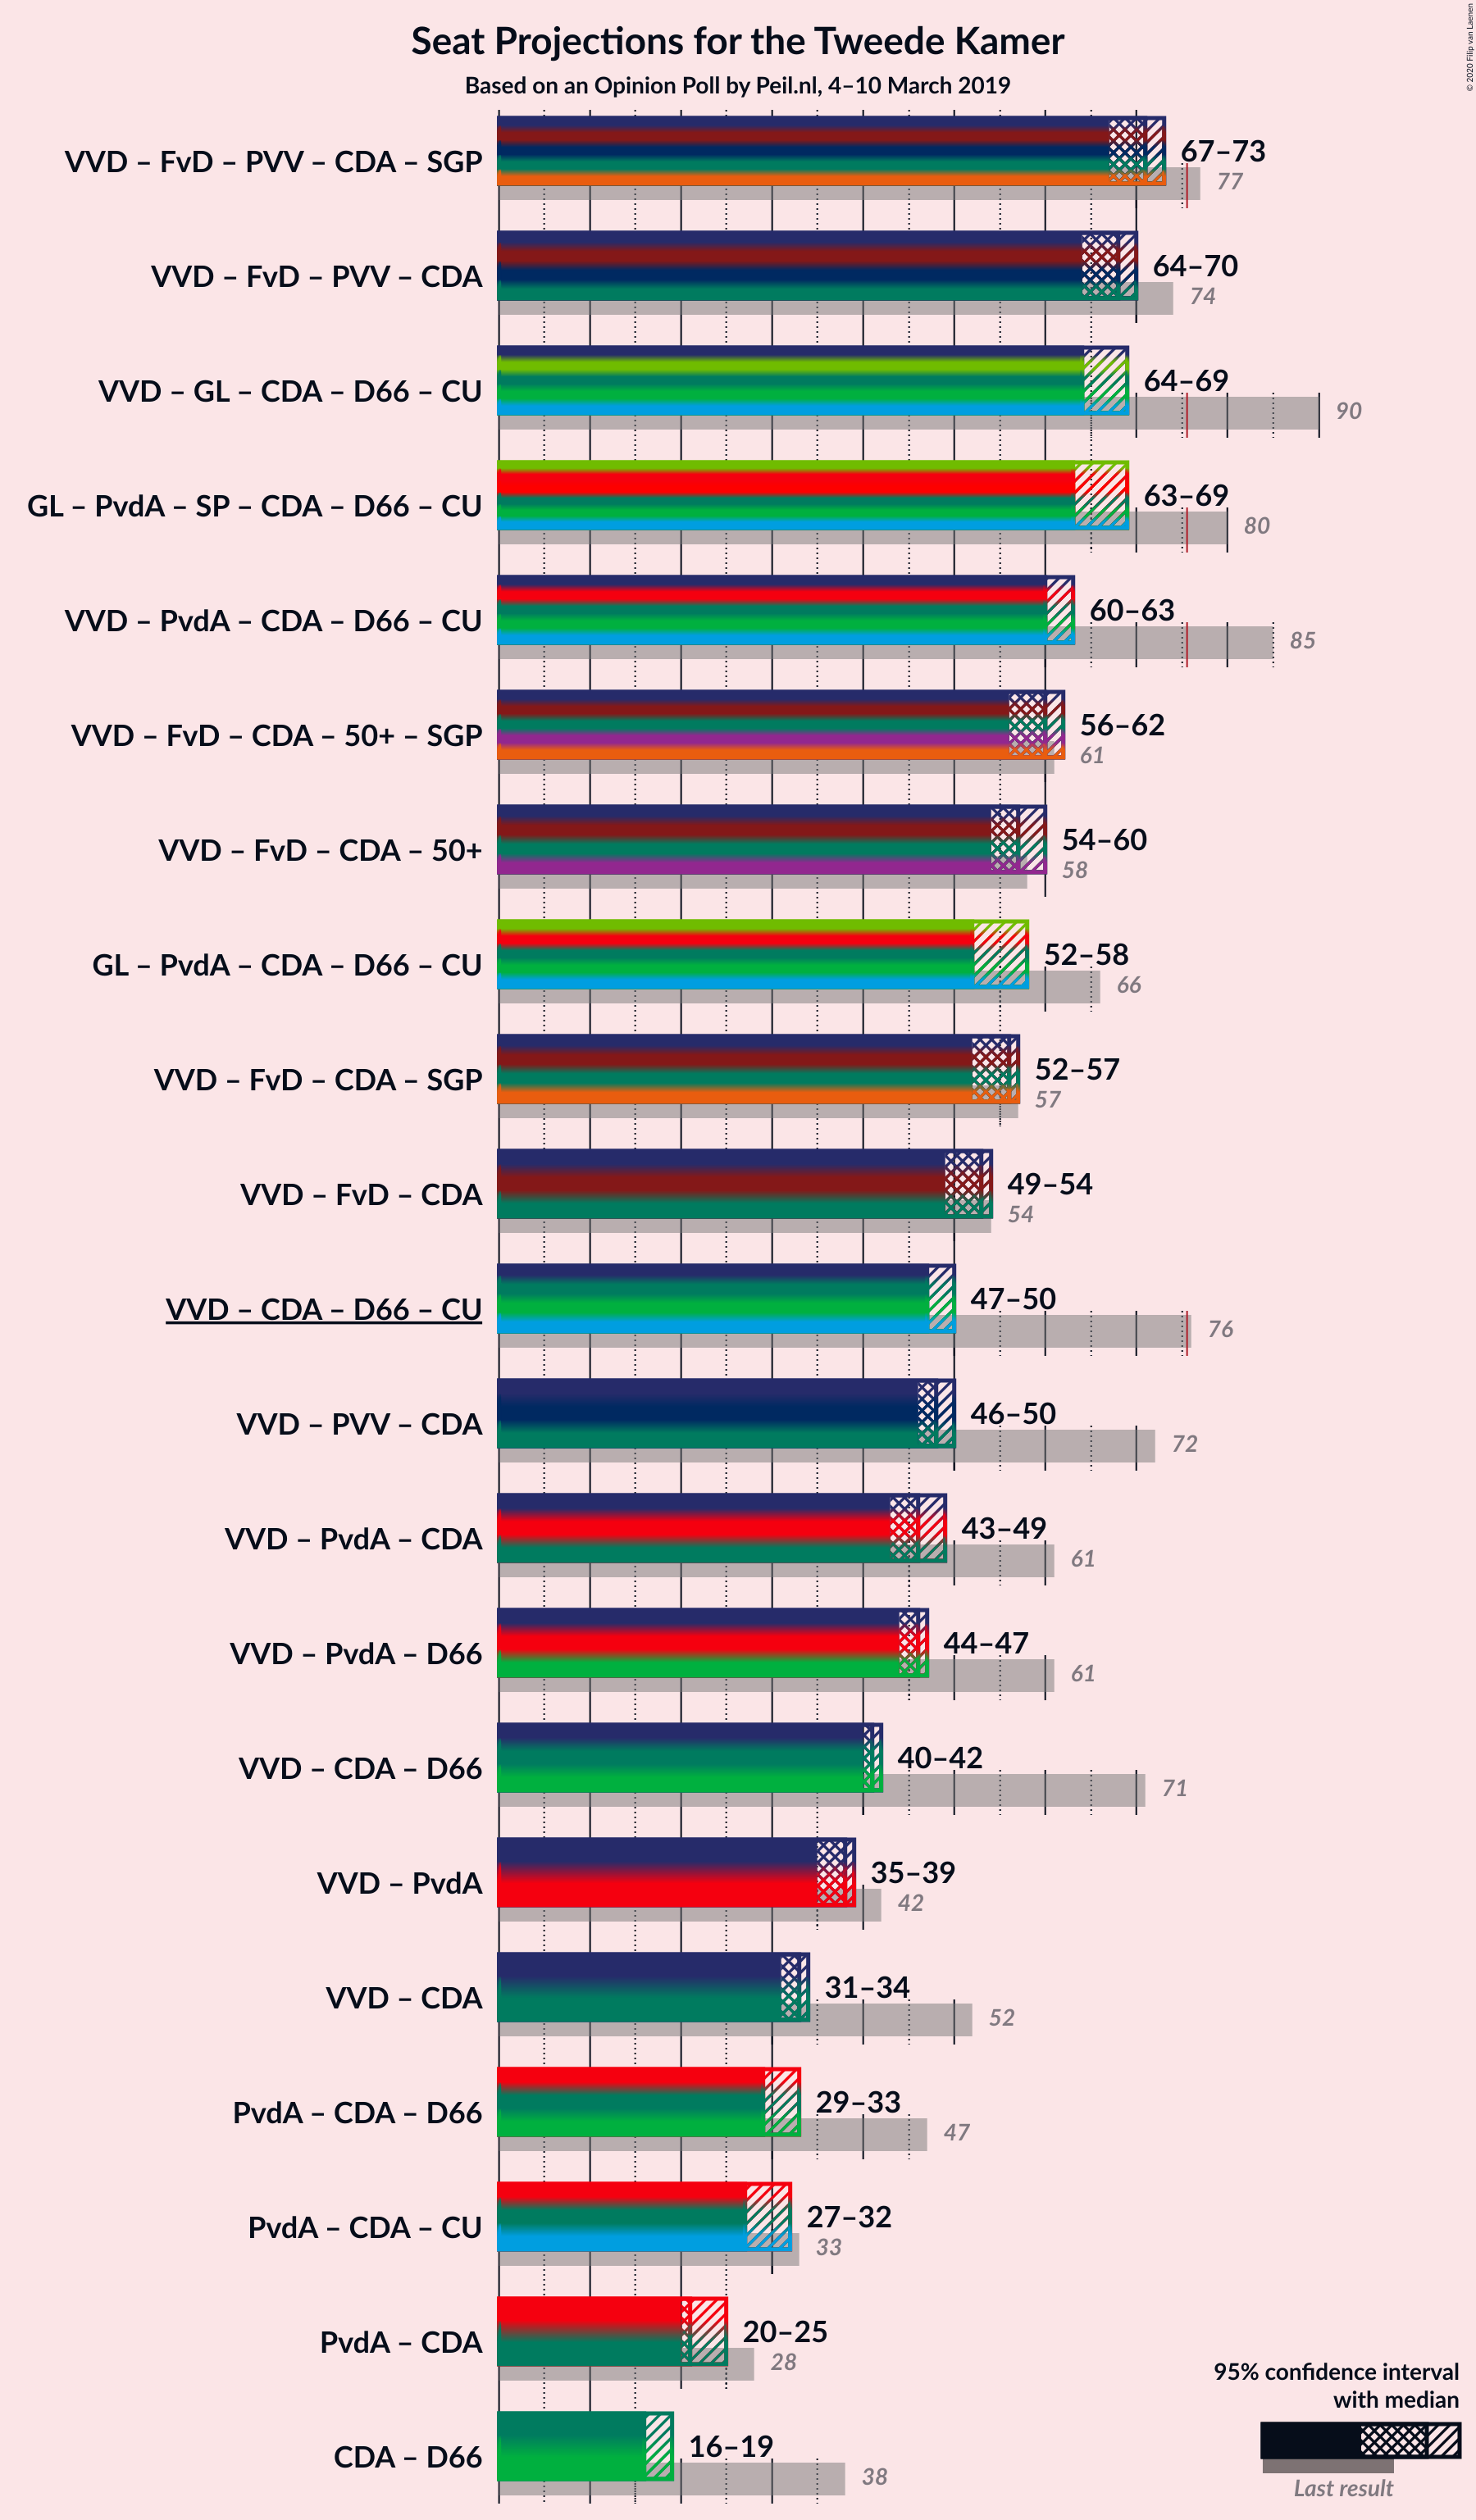 Seat Projections for the Tweede Kamer
Based on an Opinion Poll by Peil.nl, 4–10 March 2019
© 2020 Filip van Laenen
VVD – FvD – PVV – CDA – SGP
67–73
77
VVD – FvD – PVV – CDA
64–70
74
VVD – GL – CDA – D66 – CU
64–69
90
GL – PvdA – SP – CDA – D66 – CU
63–69
80
VVD – PvdA – CDA – D66 – CU
60–63
85
VVD – FvD – CDA – 50+ – SGP
56–62
61
VVD – FvD – CDA – 50+
54–60
58
GL – PvdA – CDA – D66 – CU
52–58
66
VVD – FvD – CDA – SGP
52–57
57
VVD – FvD – CDA
49–54
54
VVD – CDA – D66 – CU
47–50
76
VVD – PVV – CDA
46–50
72
VVD – PvdA – CDA
43–49
61
VVD – PvdA – D66
44–47
61
VVD – CDA – D66
40–42
71
VVD – PvdA
35–39
42
VVD – CDA
31–34
52
PvdA – CDA – D66
29–33
47
PvdA – CDA – CU
27–32
33
PvdA – CDA
20–25
28
CDA – D66
16–19
38
95% confidence interval
with median
Last result